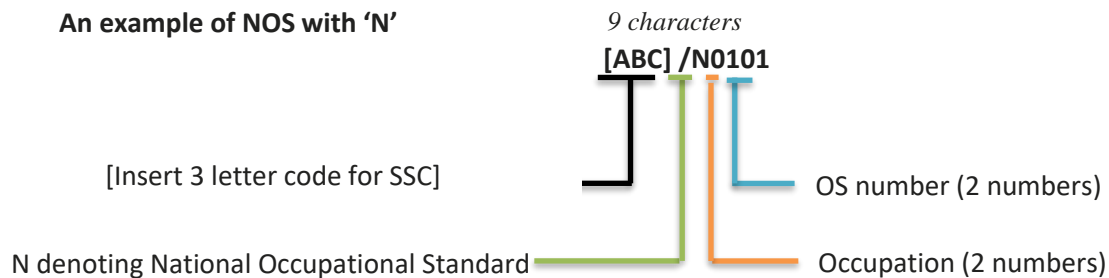 An example of NOS with ‘N’
9 characters
[ABC] /N0101
[Insert 3 letter code for SSC]
OS number (2 numbers)
N denoting National Occupational Standard
Occupation (2 numbers)